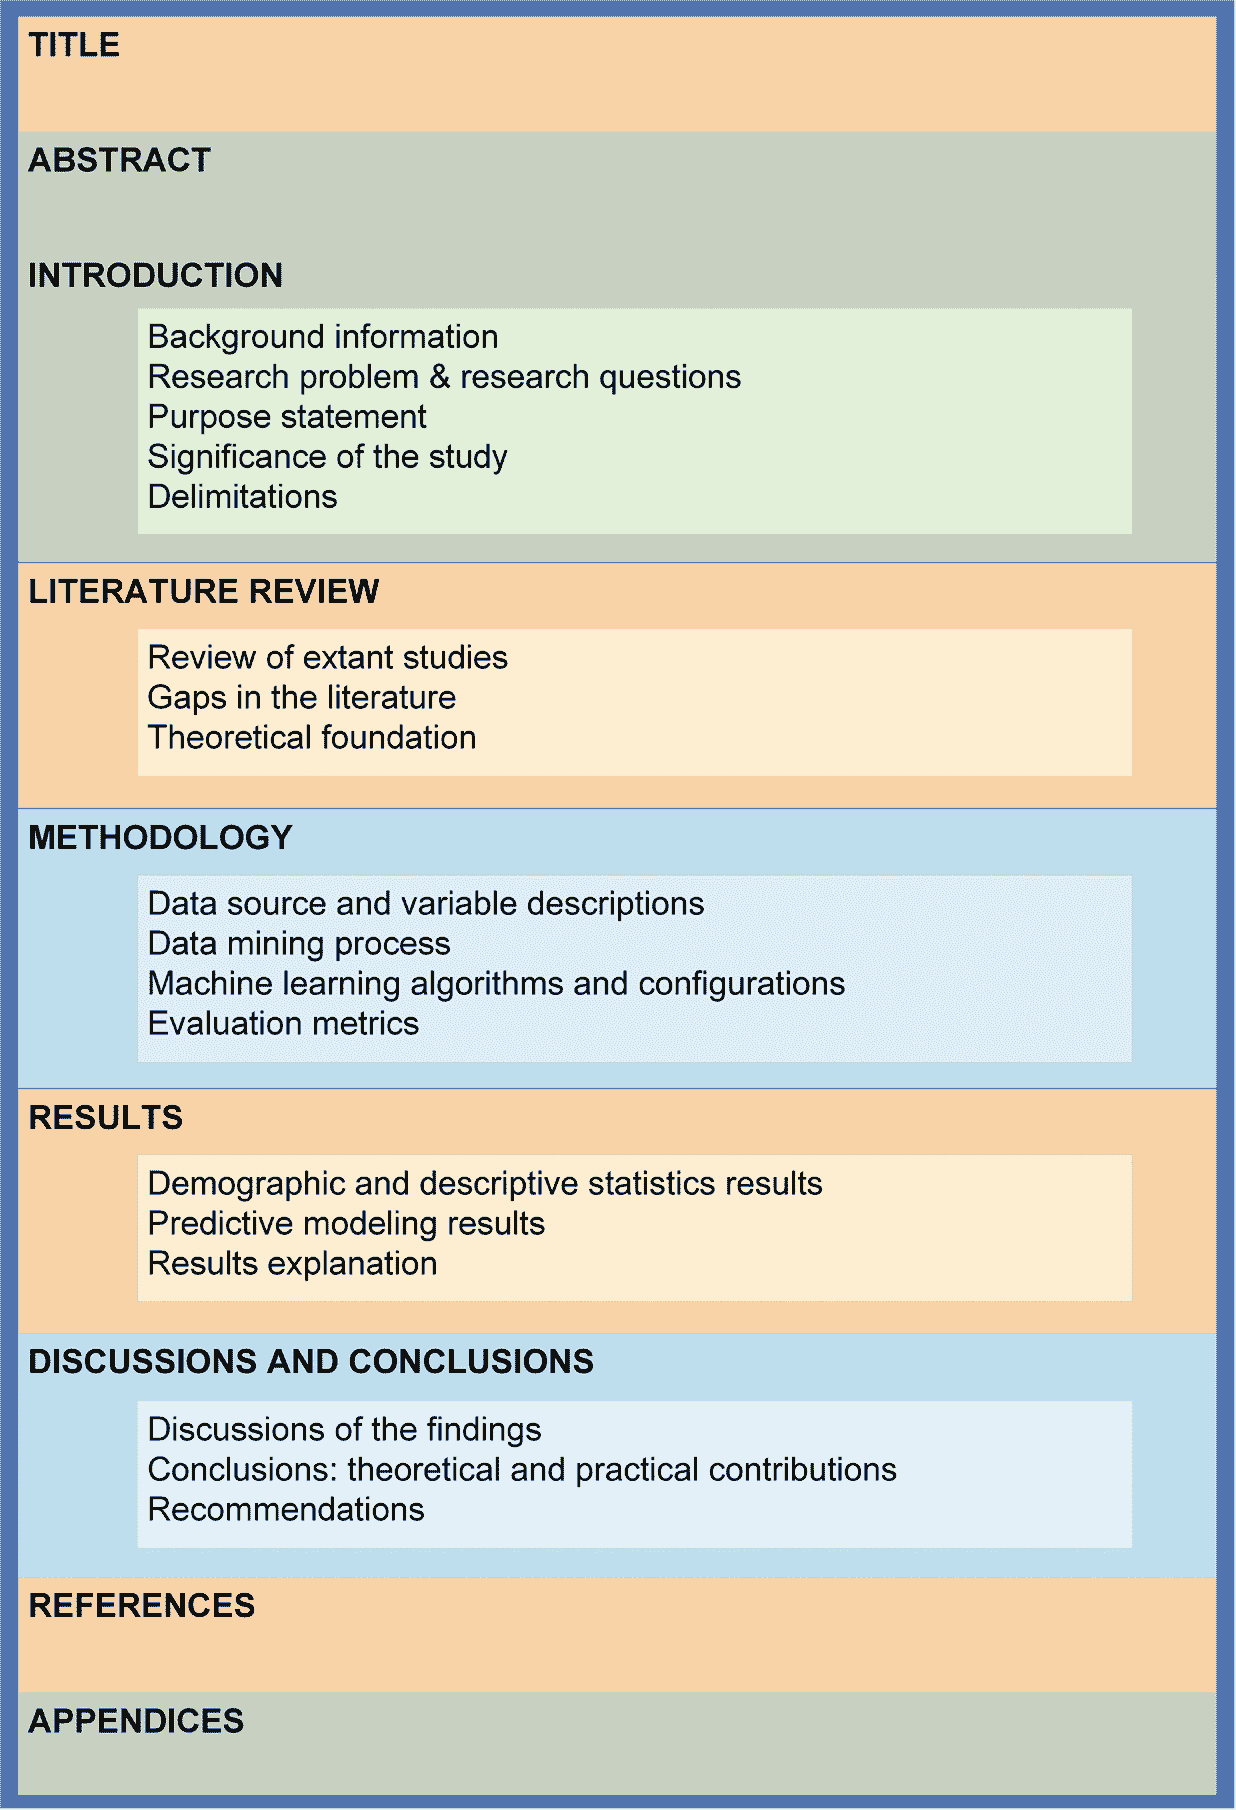 TITLE
ABSTRACT
INTRODUCTION
Background information
Research problem & research questions
Purpose statement
Significance of the study
Delimitations
LITERATURE REVIEW
Review of extant studies
Gaps in the literature
Theoretical foundation
METHODOLOGY
Data source and variable descriptions
Data mining process
Machine learning algorithms and configurations
Evaluation metrics
RESULTS
Demographic and descriptive statistics results
Predictive modeling results
Results explanation
DISCUSSIONS AND CONCLUSIONS
Discussions of the findings
Conclusions: theoretical and practical contributions
Recommendations
REFERENCES
APPENDICES